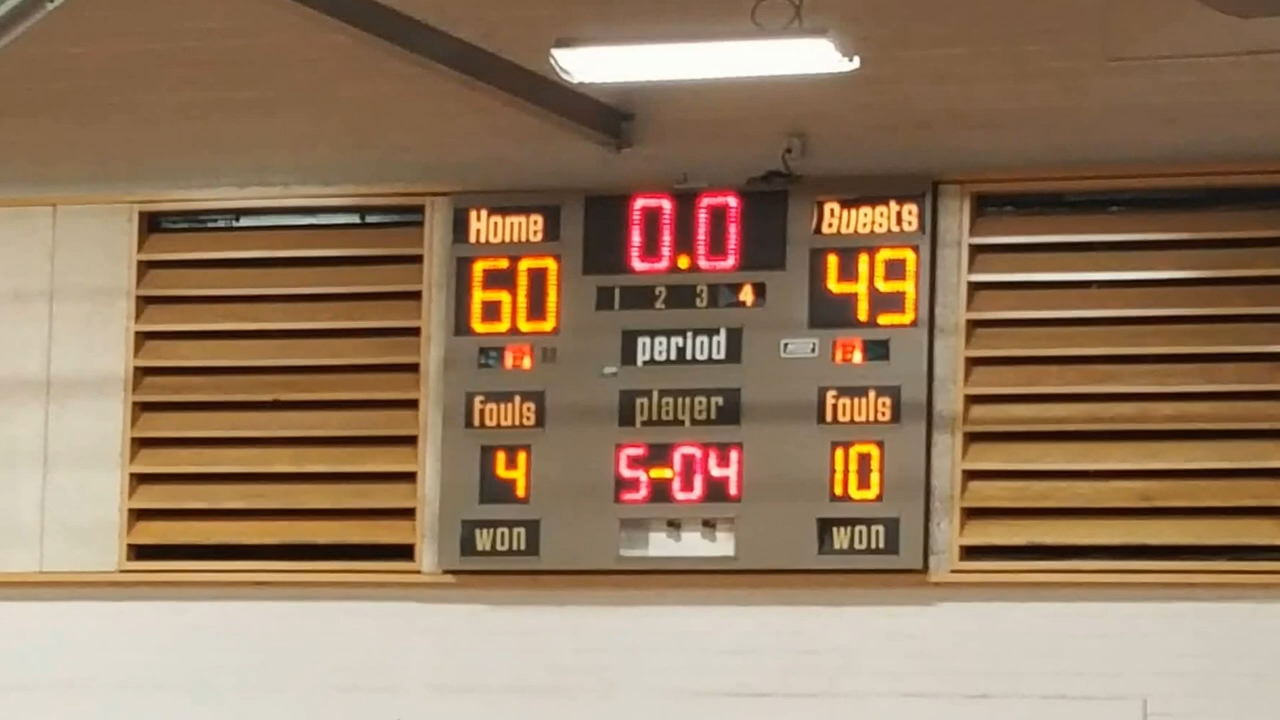 Home 0.0 Guests
60 1 2 3 4 49
period
fouls player fouls
4 5-04 10
won won